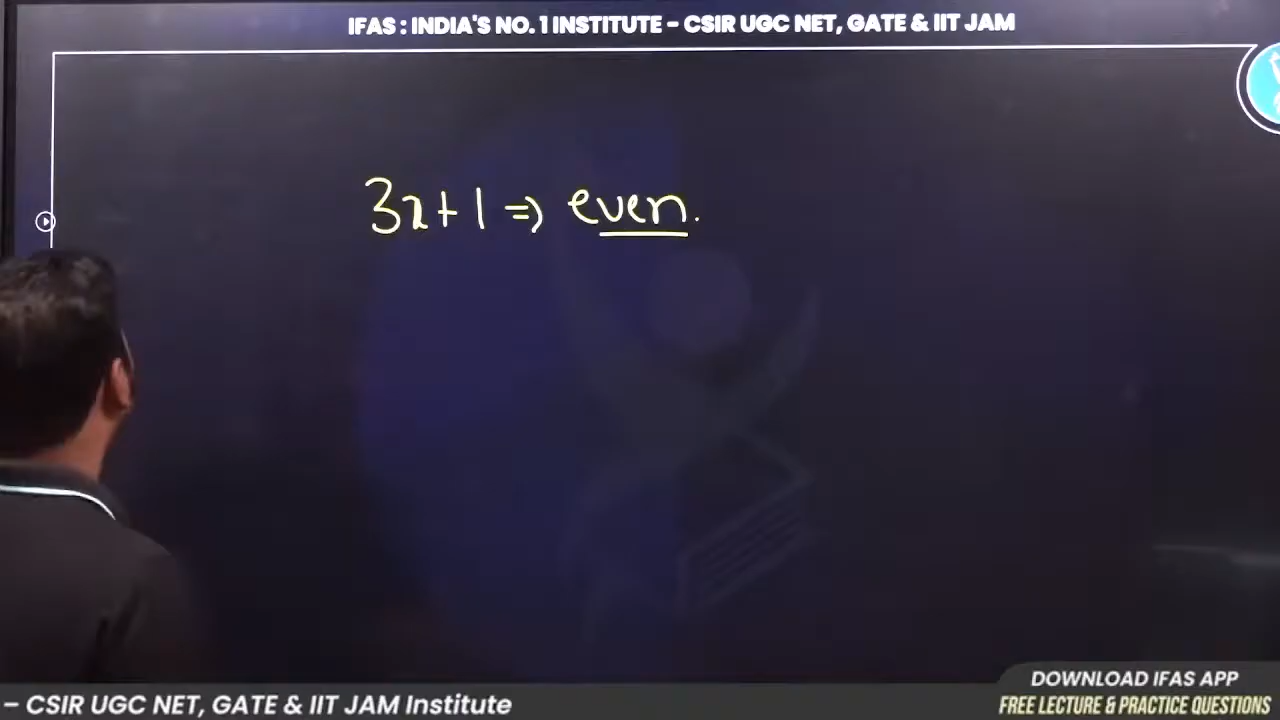 IFAS : INDIA'S NO. 1 INSTITUTE – CSIR UGC NET, GATE & IIT JAM
3x+1 ⇒ even.
DOWNLOAD IFAS APP
– CSIR UGC NET, GATE & IIT JAM Institute
FREE LECTURE & PRACTICE QUESTIONS